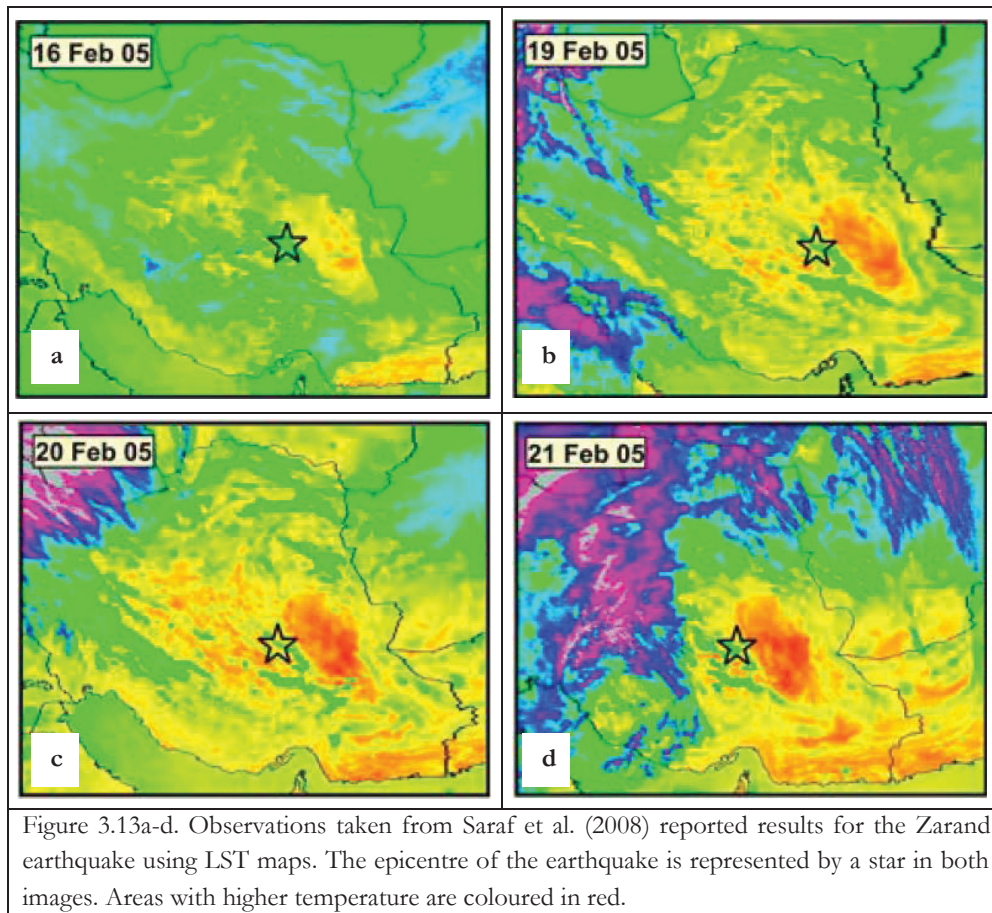 16 Feb 05
19 Feb 05
a
b
20 Feb 05
21 Feb 05
c
d
Figure 3.13a-d. Observations taken from Saraf et al. (2008) reported results for the Zarand
earthquake using LST maps. The epicentre of the earthquake is represented by a star in both
images. Areas with higher temperature are coloured in red.